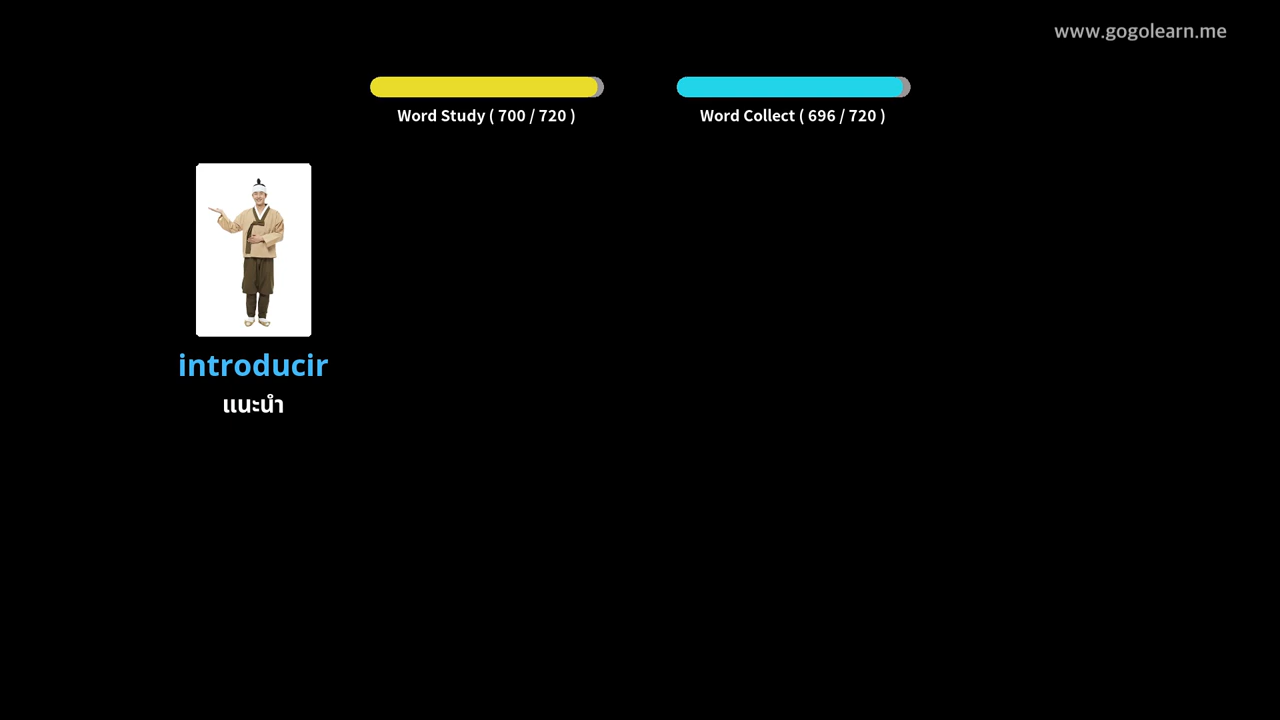 www.gogolearn.me
Word Study ( 700 / 720 )
Word Collect ( 696 / 720 )
introducir
แนะนำ